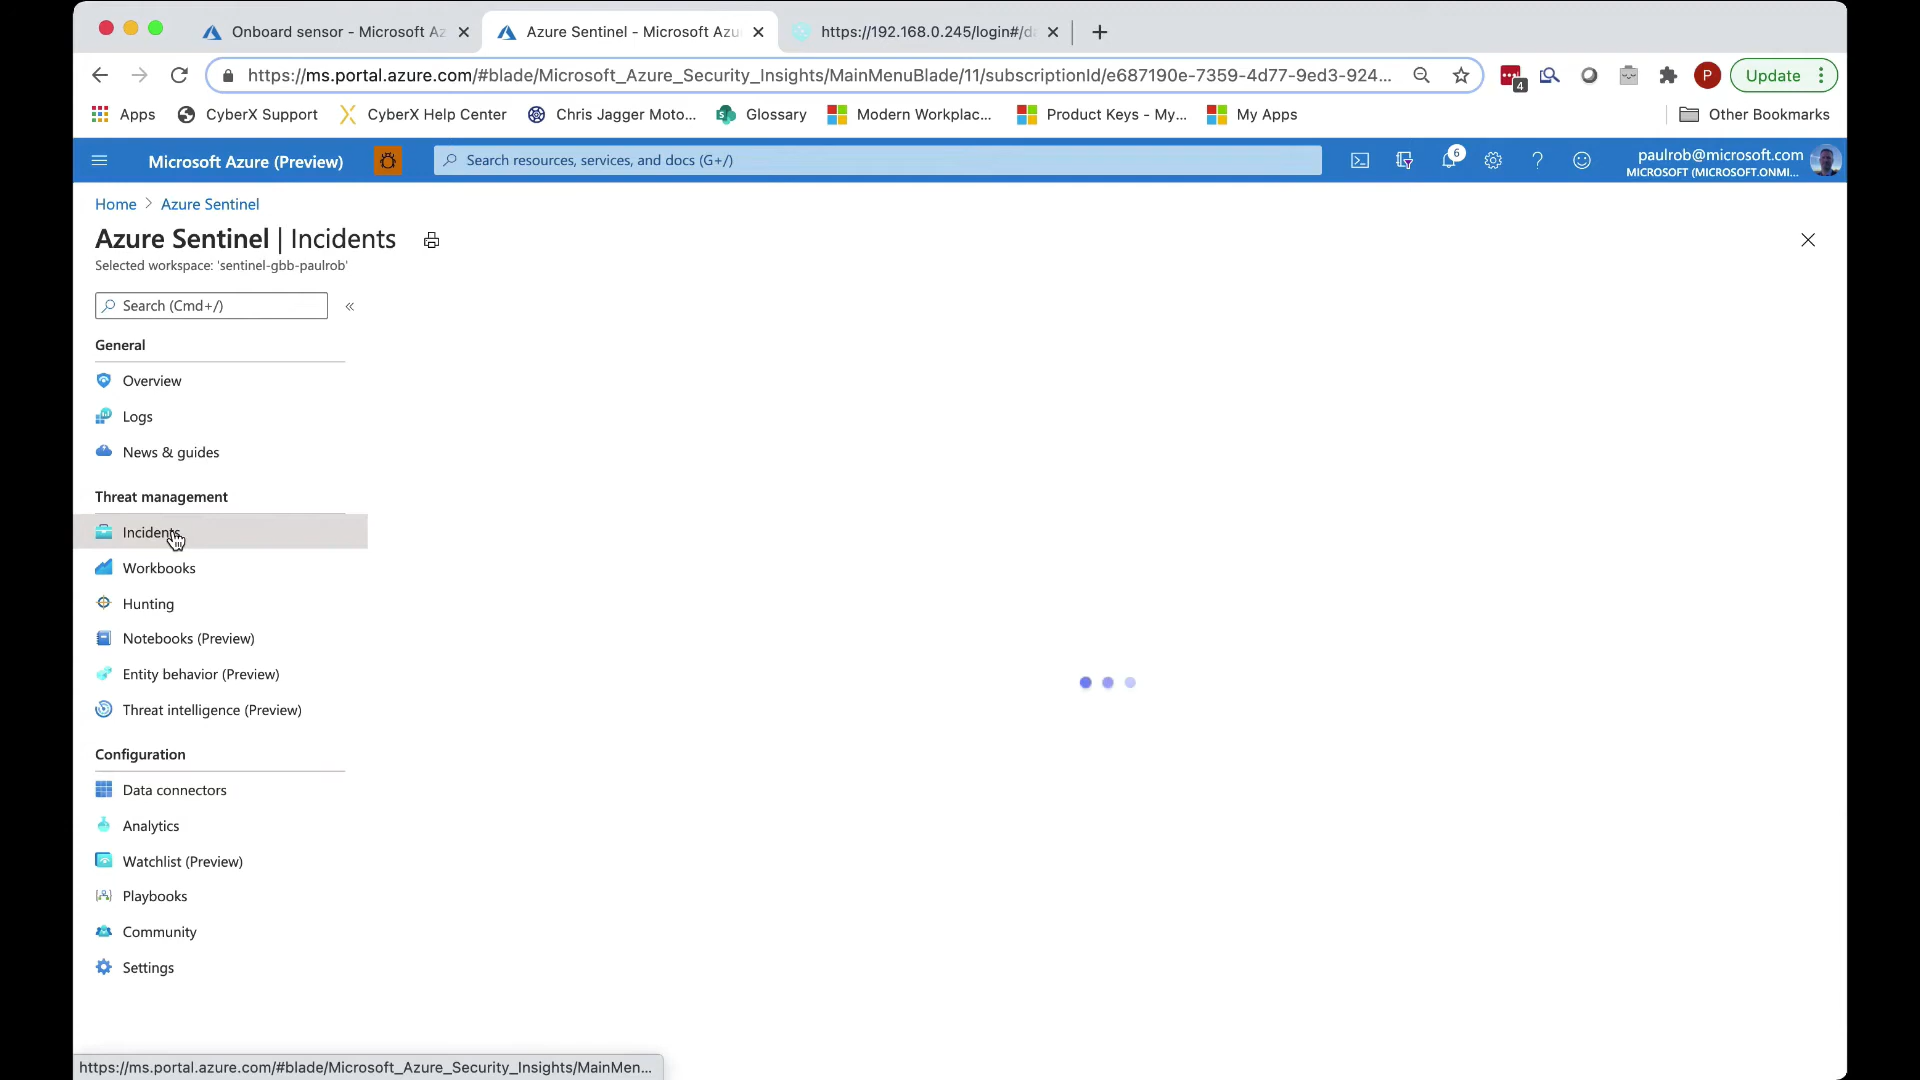 Onboard sensor - Microsoft Az
Azure Sentinel - Microsoft Azu
https://192.168.0.245/login#/da
https://ms.portal.azure.com/#blade/Microsoft_Azure_Security_Insights/MainMenuBlade/11/subscriptionId/e687190e-7359-4d77-9ed3-924...
4
P
Update
Apps
CyberX Support
CyberX Help Center
Chris Jagger Moto...
Glossary
Modern Workplac...
Product Keys - My...
My Apps
Other Bookmarks
Microsoft Azure (Preview)
Search resources, services, and docs (G+/)
6
paulrob@microsoft.com
MICROSOFT (MICROSOFT.ONMI...
Home > Azure Sentinel
Azure Sentinel | Incidents
Selected workspace: 'sentinel-gbb-paulrob'
Search (Cmd+/)
General
Overview
Logs
News & guides
Threat management
Incidents
Workbooks
Hunting
Notebooks (Preview)
Entity behavior (Preview)
Threat intelligence (Preview)
Configuration
Data connectors
Analytics
Watchlist (Preview)
Playbooks
Community
Settings
https://ms.portal.azure.com/#blade/Microsoft_Azure_Security_Insights/MainMen...